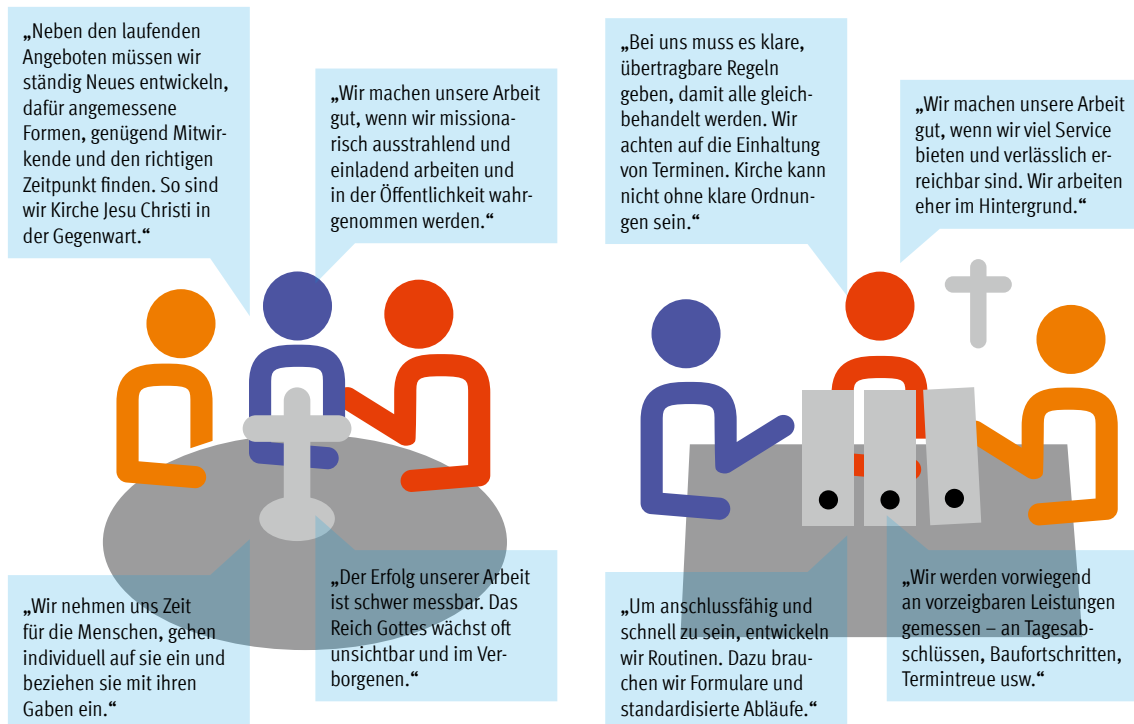 „Neben den laufenden
Angeboten müssen wir
ständig Neues entwickeln,
dafür angemessene
Formen, genügend Mitwir-
kende und den richtigen
Zeitpunkt finden. So sind
wir Kirche Jesu Christi in
der Gegenwart.“
„Wir machen unsere Arbeit
gut, wenn wir missiona-
risch ausstrahlend und
einladend arbeiten und
in der Öffentlichkeit wahr-
genommen werden.“
„Wir nehmen uns Zeit
für die Menschen, gehen
individuell auf sie ein und
beziehen sie mit ihren
Gaben ein.“
„Der Erfolg unserer Arbeit
ist schwer messbar. Das
Reich Gottes wächst oft
unsichtbar und im Ver-
borgenen.“
„Bei uns muss es klare,
übertragbare Regeln
geben, damit alle gleich-
behandelt werden. Wir
achten auf die Einhaltung
von Terminen. Kirche kann
nicht ohne klare Ordnun-
gen sein.“
„Wir machen unsere Arbeit
gut, wenn wir viel Service
bieten und verlässlich er-
reichbar sind. Wir arbeiten
eher im Hintergrund.“
„Um anschlussfähig und
schnell zu sein, entwickeln
wir Routinen. Dazu brau-
chen wir Formulare und
standardisierte Abläufe.“
„Wir werden vorwiegend
an vorzeigbaren Leistungen
gemessen – an Tagesab-
schlüssen, Baufortschritten,
Termintreue usw.“